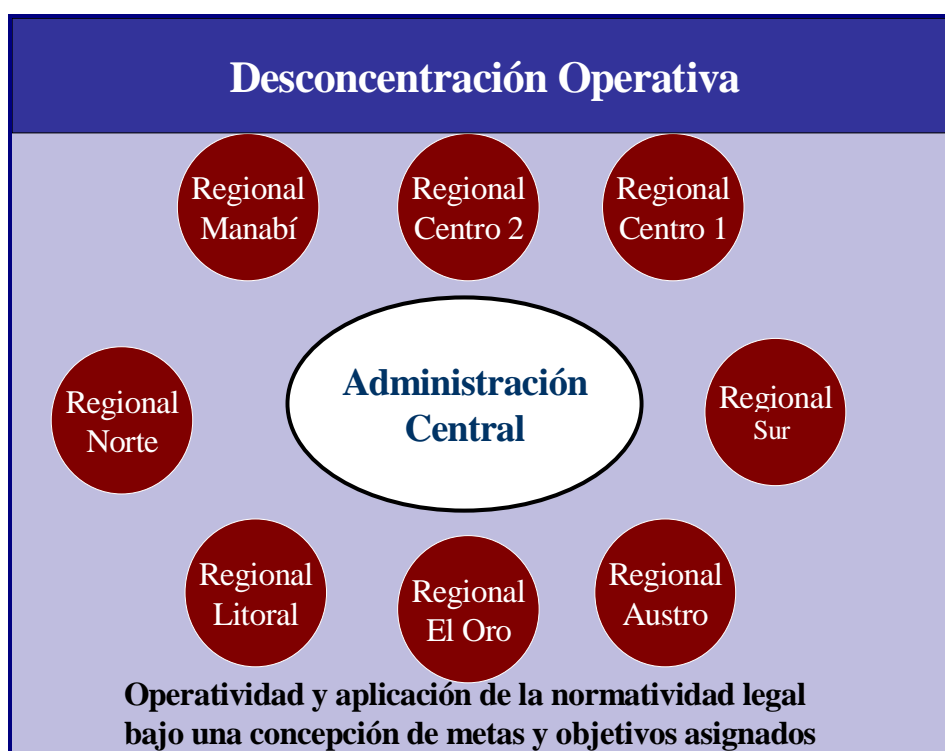 Desconcentración Operativa
Regional
Manabí
Regional
Centro 2
Regional
Centro 1
Regional
Norte
Administración
Central
Regional
Sur
Regional
Litoral
Regional
El Oro
Regional
Austro
Operatividad y aplicación de la normatividad legal
bajo una concepción de metas y objetivos asignados